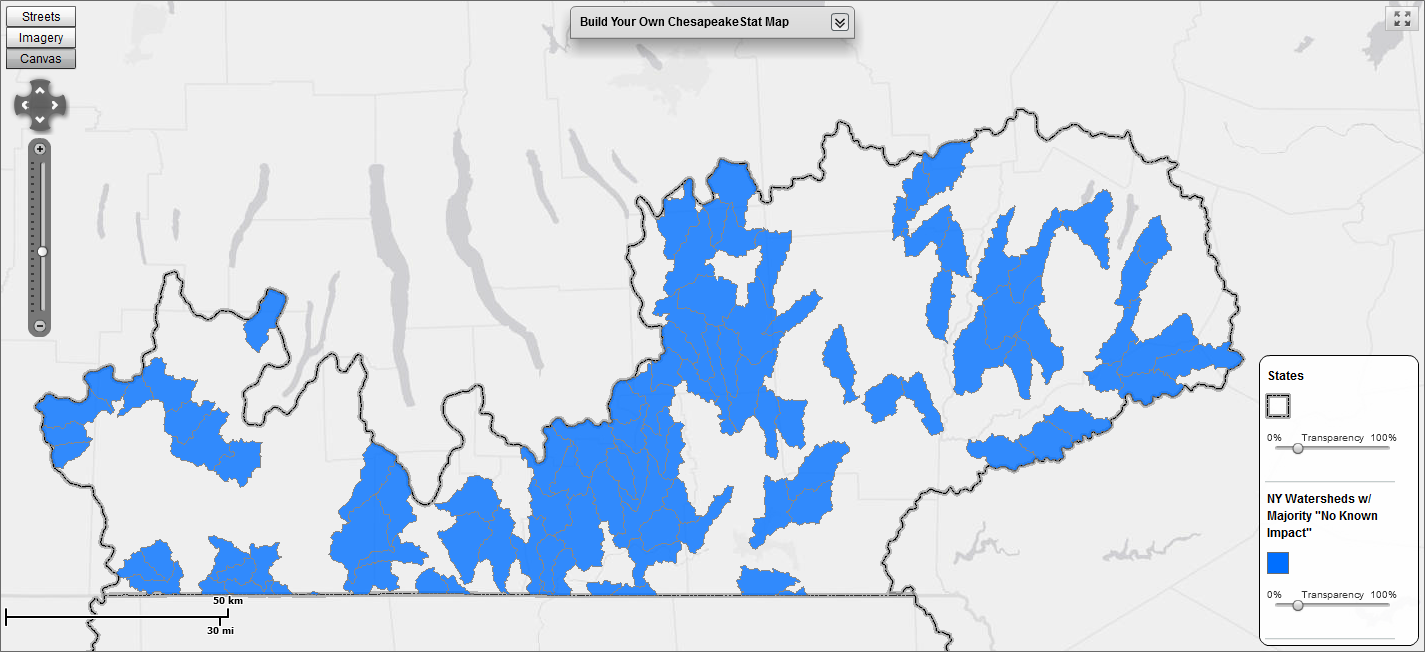 Streets
Imagery
Canvas
Build Your Own ChesapeakeStat Map
States
0% Transparency 100%
NY Watersheds w/
Majority "No Known
Impact"
0% Transparency 100%
50 km
30 mi